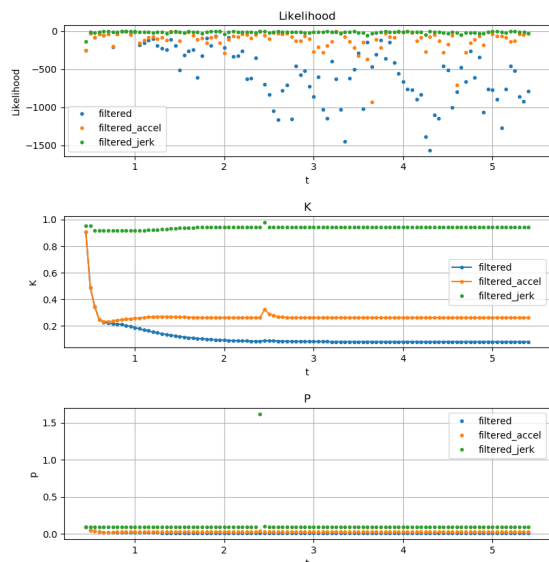 Likelihood
0
−500
−1000
−1500
Likelihood
filtered
filtered_accel
filtered_jerk
1 2 3 4 5
t
K
1.0
0.8
0.6
0.4
0.2
K
filtered
filtered_accel
filtered_jerk
1 2 3 4 5
t
P
1.5
1.0
0.5
0.0
p
filtered
filtered_accel
filtered_jerk
1 2 3 4 5
t